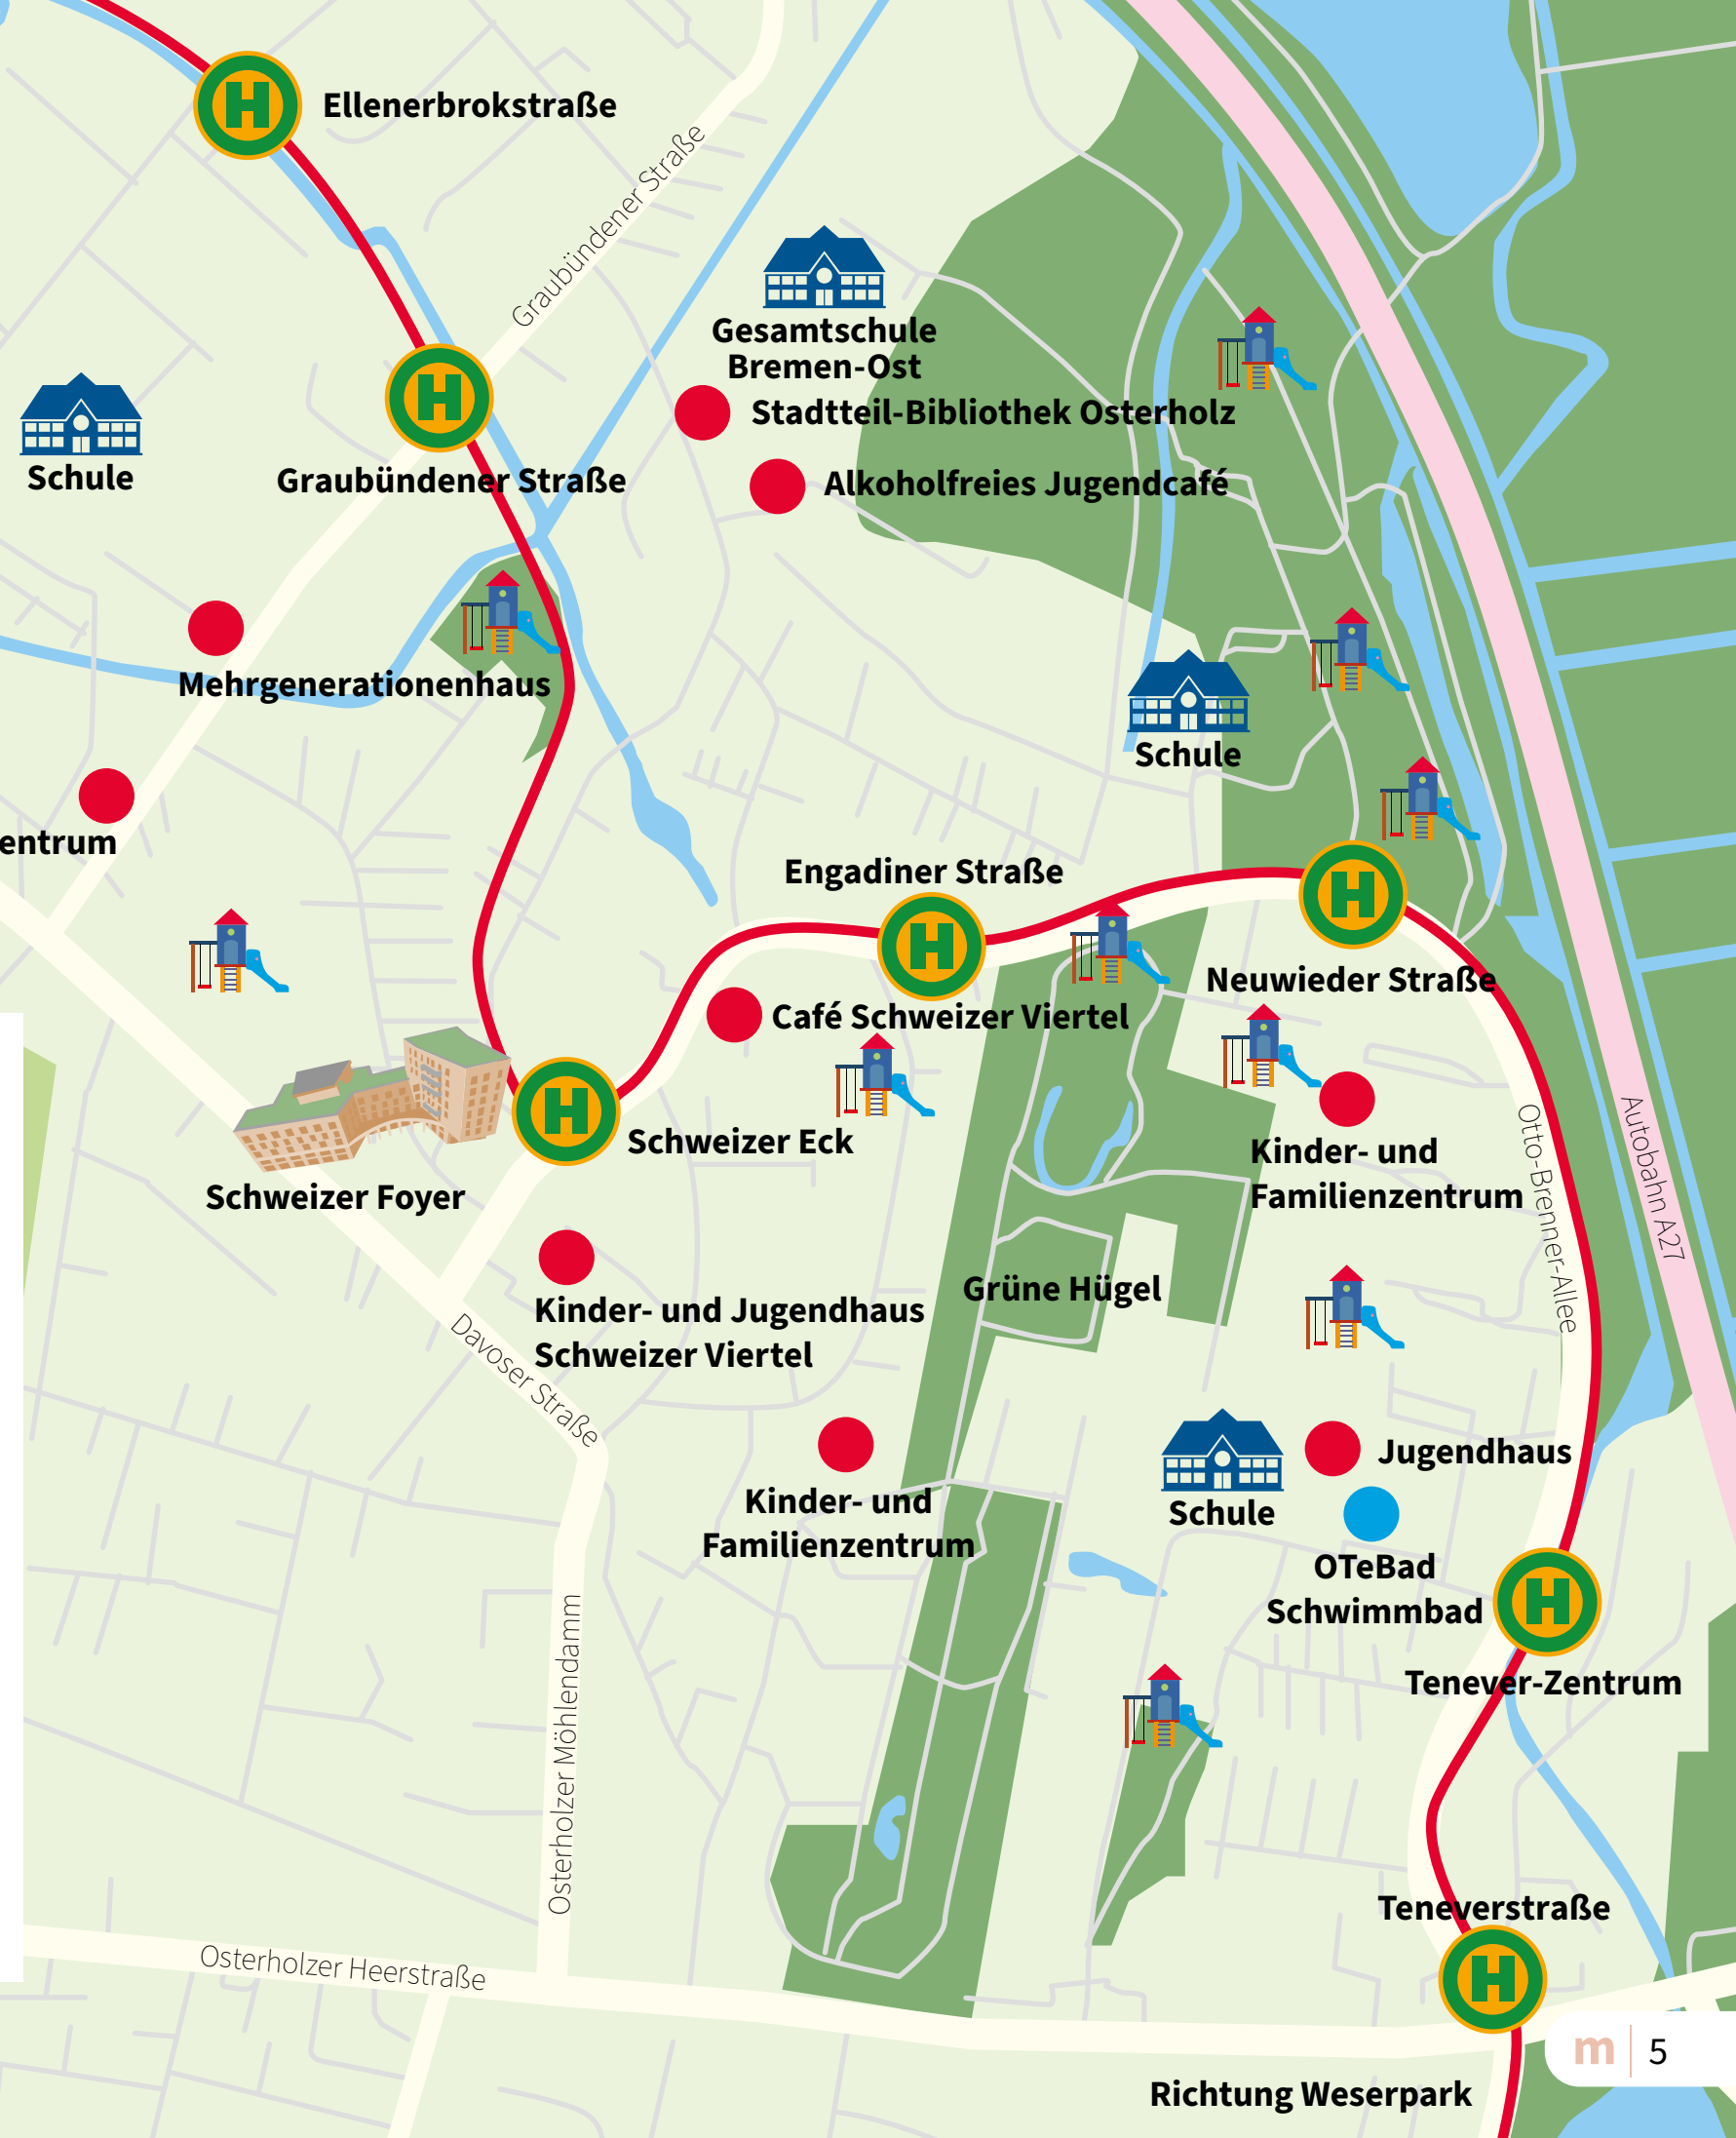 H
Ellenerbrokstraße
Graubündener Straße
Gesamtschule
Bremen-Ost
H
Stadtteil-Bibliothek Osterholz
Schule
Graubündener Straße
Alkoholfreies Jugendcafé
Mehrgenerationenhaus
Schule
entrum
Engadiner Straße
H
H
Neuwieder Straße
Café Schweizer Viertel
H
Schweizer Eck
Kinder- und
Familienzentrum
Otto-Brenner-Allee
Autobahn A27
Schweizer Foyer
Grüne Hügel
Kinder- und Jugendhaus
Schweizer Viertel
Davoser Straße
Jugendhaus
Kinder- und
Familienzentrum
Schule
OTeBad
Schwimmbad
H
Tenever-Zentrum
Osterholzer Möhlendamm
Teneverstraße
Osterholzer Heerstraße
H
m | 5
Richtung Weserpark